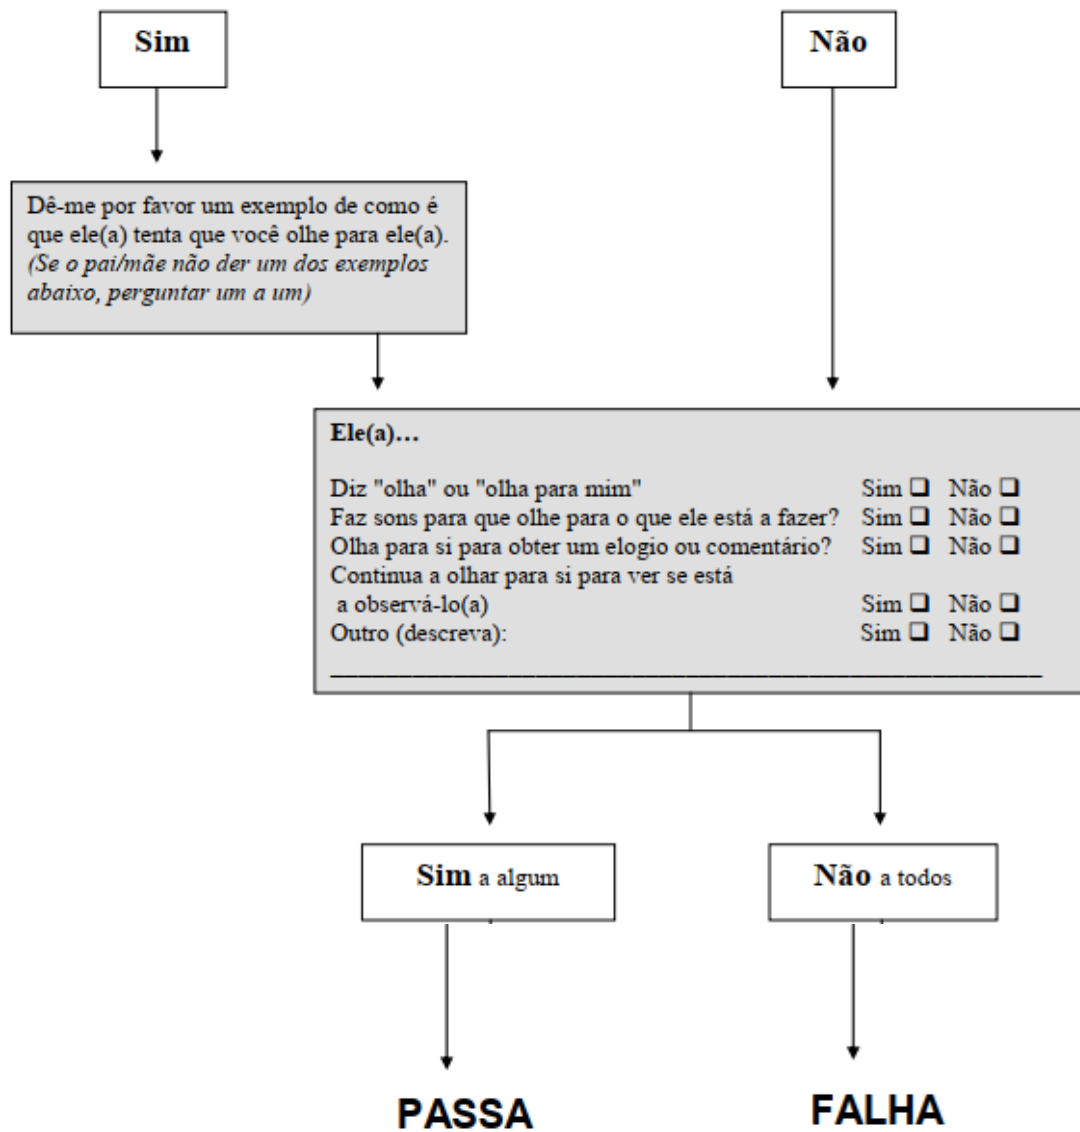 Sim
Não
Dê-me por favor um exemplo de como é
que ele(a) tenta que você olhe para ele(a).
(Se o pai/mãe não der um dos exemplos
abaixo, perguntar um a um)
Ele(a)…
Diz "olha" ou "olha para mim" Sim ❑ Não ❑
Faz sons para que olhe para o que ele está a fazer? Sim ❑ Não ❑
Olha para si para obter um elogio ou comentário? Sim ❑ Não ❑
Continua a olhar para si para ver se está
a observá-lo(a) Sim ❑ Não ❑
Outro (descreva): Sim ❑ Não ❑
Sim a algum
Não a todos
PASSA
FALHA